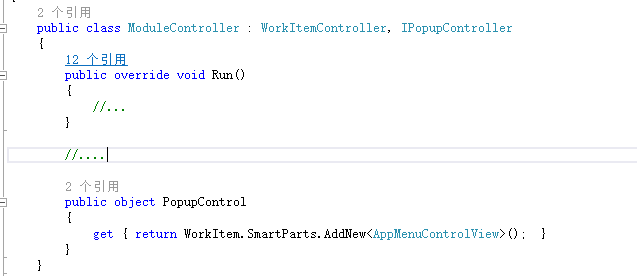 2 个引用
public class ModuleController : WorkItemController, IPopupController
{
12 个引用
public override void Run()
{
//...
}
//....
2 个引用
public object PopupControl
{
get { return WorkItem.SmartParts.AddNew<AppMenuControlView>(); }
}
}